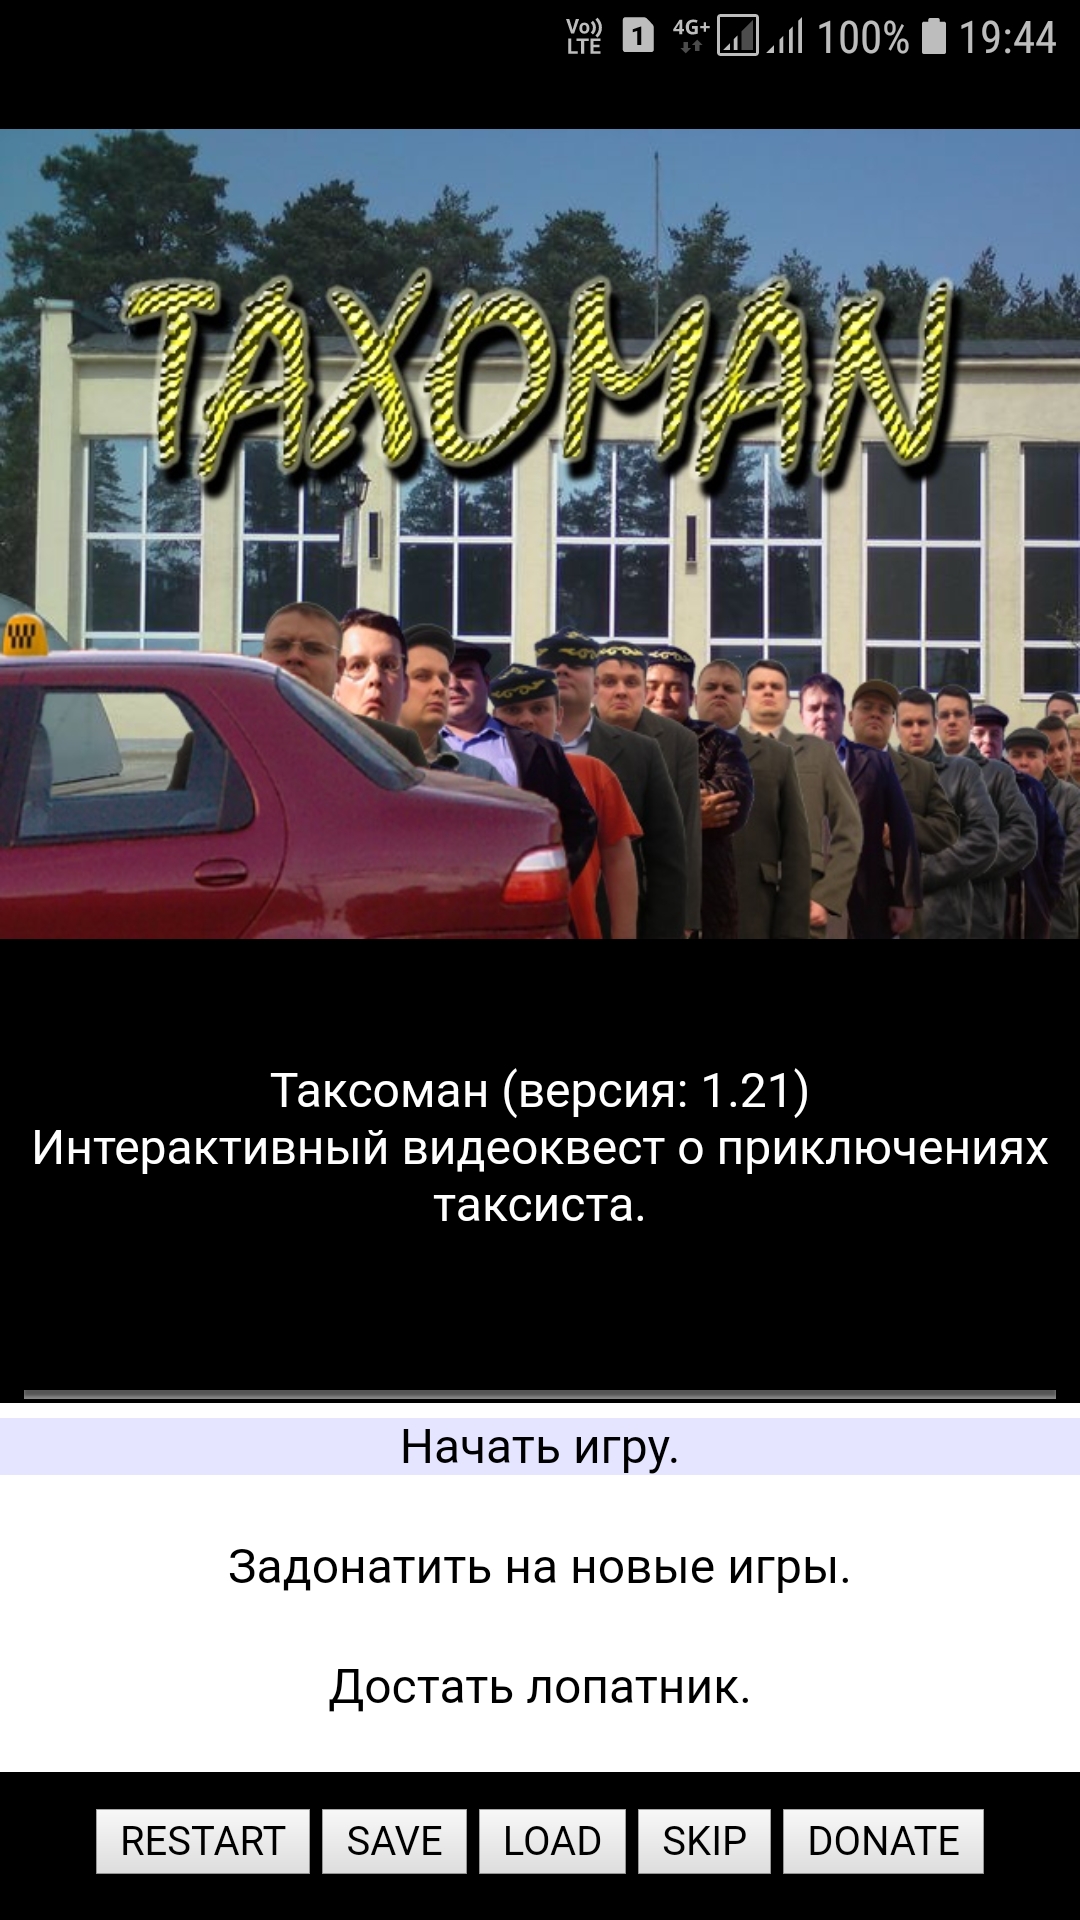 Vo)) LTE 1 4G+ 100% 19:44
TAXOMAN
Таксоман (версия: 1.21)
Интерактивный видеоквест о приключениях
таксиста.
Начать игру.
Задонатить на новые игры.
Достать лопатник.
RESTART SAVE LOAD SKIP DONATE